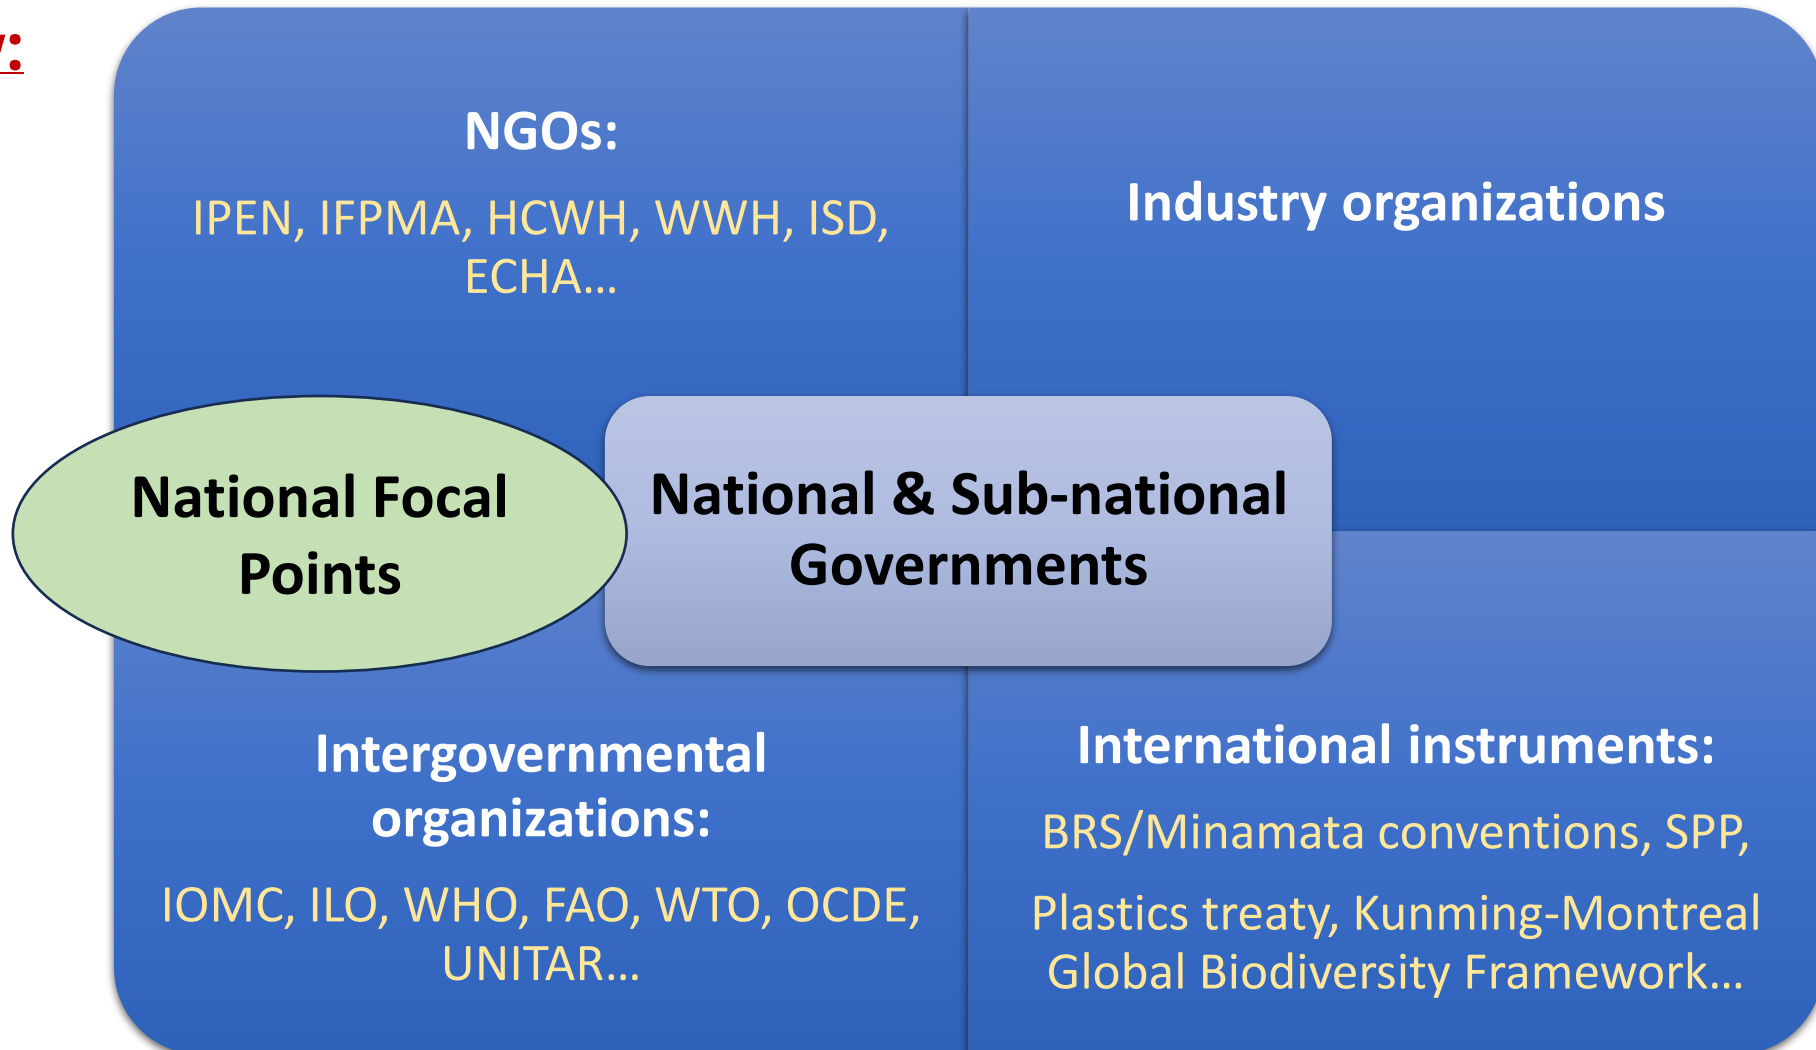 NGOs:
IPEN, IFPMA, HCWH, WWH, ISD,
ECHA…
Industry organizations
National Focal
Points
National & Sub-national
Governments
Intergovernmental
organizations:
IOMC, ILO, WHO, FAO, WTO, OCDE,
UNITAR…
International instruments:
BRS/Minamata conventions, SPP,
Plastics treaty, Kunming-Montreal
Global Biodiversity Framework…